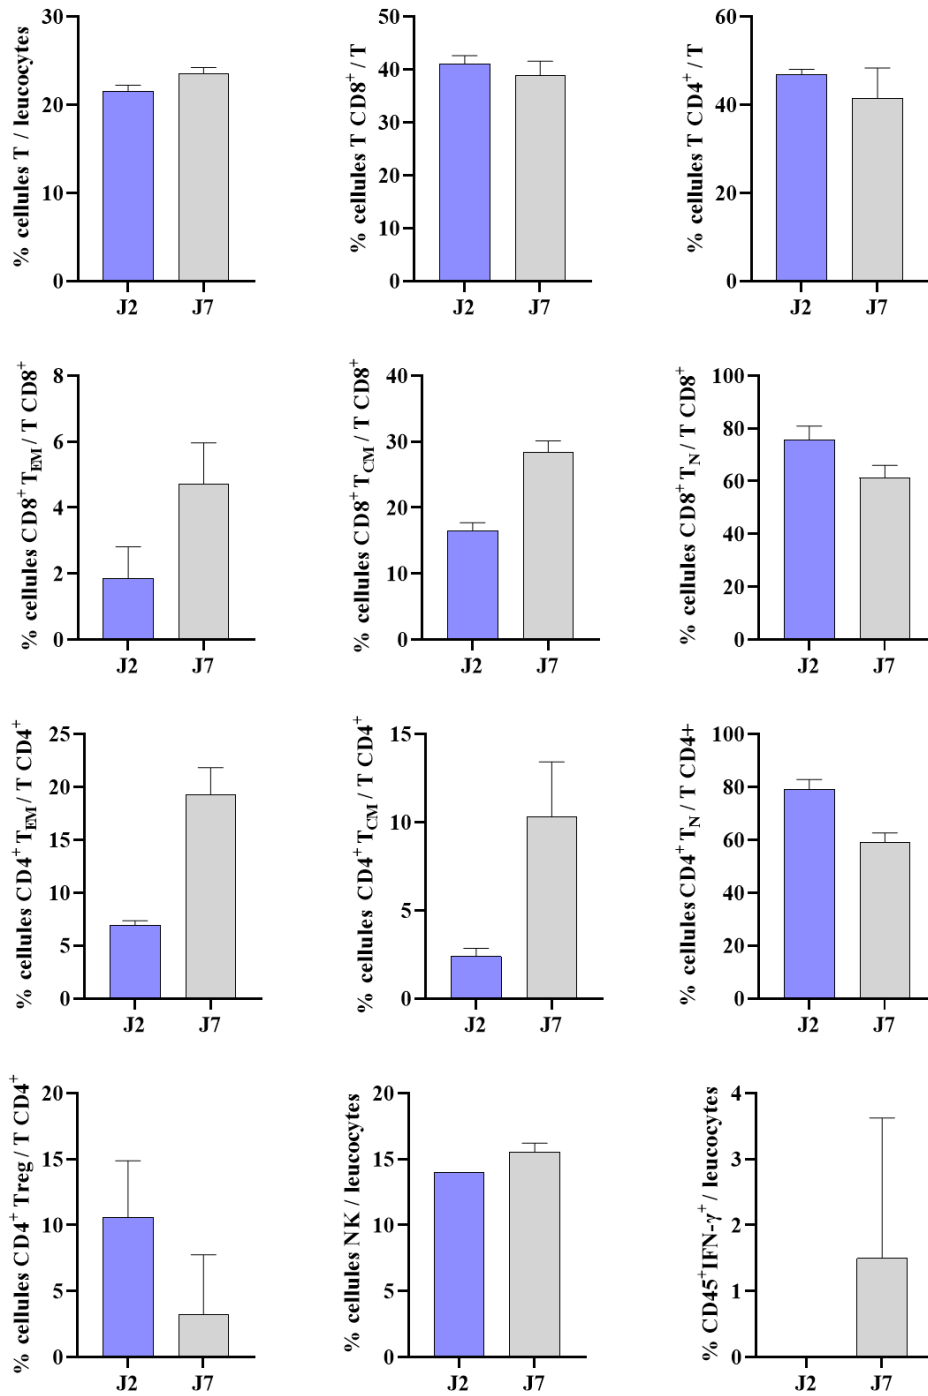 % cellules T / leucocytes
30
20
10
0
J2 J7
% cellules T CD8⁺ / T
50
40
30
20
10
0
J2 J7
% cellules T CD4⁺ / T
60
40
20
0
J2 J7
% cellules CD8⁺ T_EM / T CD8⁺
8
6
4
2
0
J2 J7
% cellules CD8⁺ T_CM / T CD8⁺
40
30
20
10
0
J2 J7
% cellules CD8⁺ T_N / T CD8⁺
100
80
60
40
20
0
J2 J7
% cellules CD4⁺ T_EM / T CD4⁺
25
20
15
10
5
0
J2 J7
% cellules CD4⁺ T_CM / T CD4⁺
15
10
5
0
J2 J7
% cellules CD4⁺ T_N / T CD4+
100
80
60
40
20
0
J2 J7
% cellules CD4⁺ Treg / T CD4⁺
20
15
10
5
0
J2 J7
% cellules NK / leucocytes
20
15
10
5
0
J2 J7
% CD45⁺IFN-γ⁺ / leucocytes
4
3
2
1
0
J2 J7